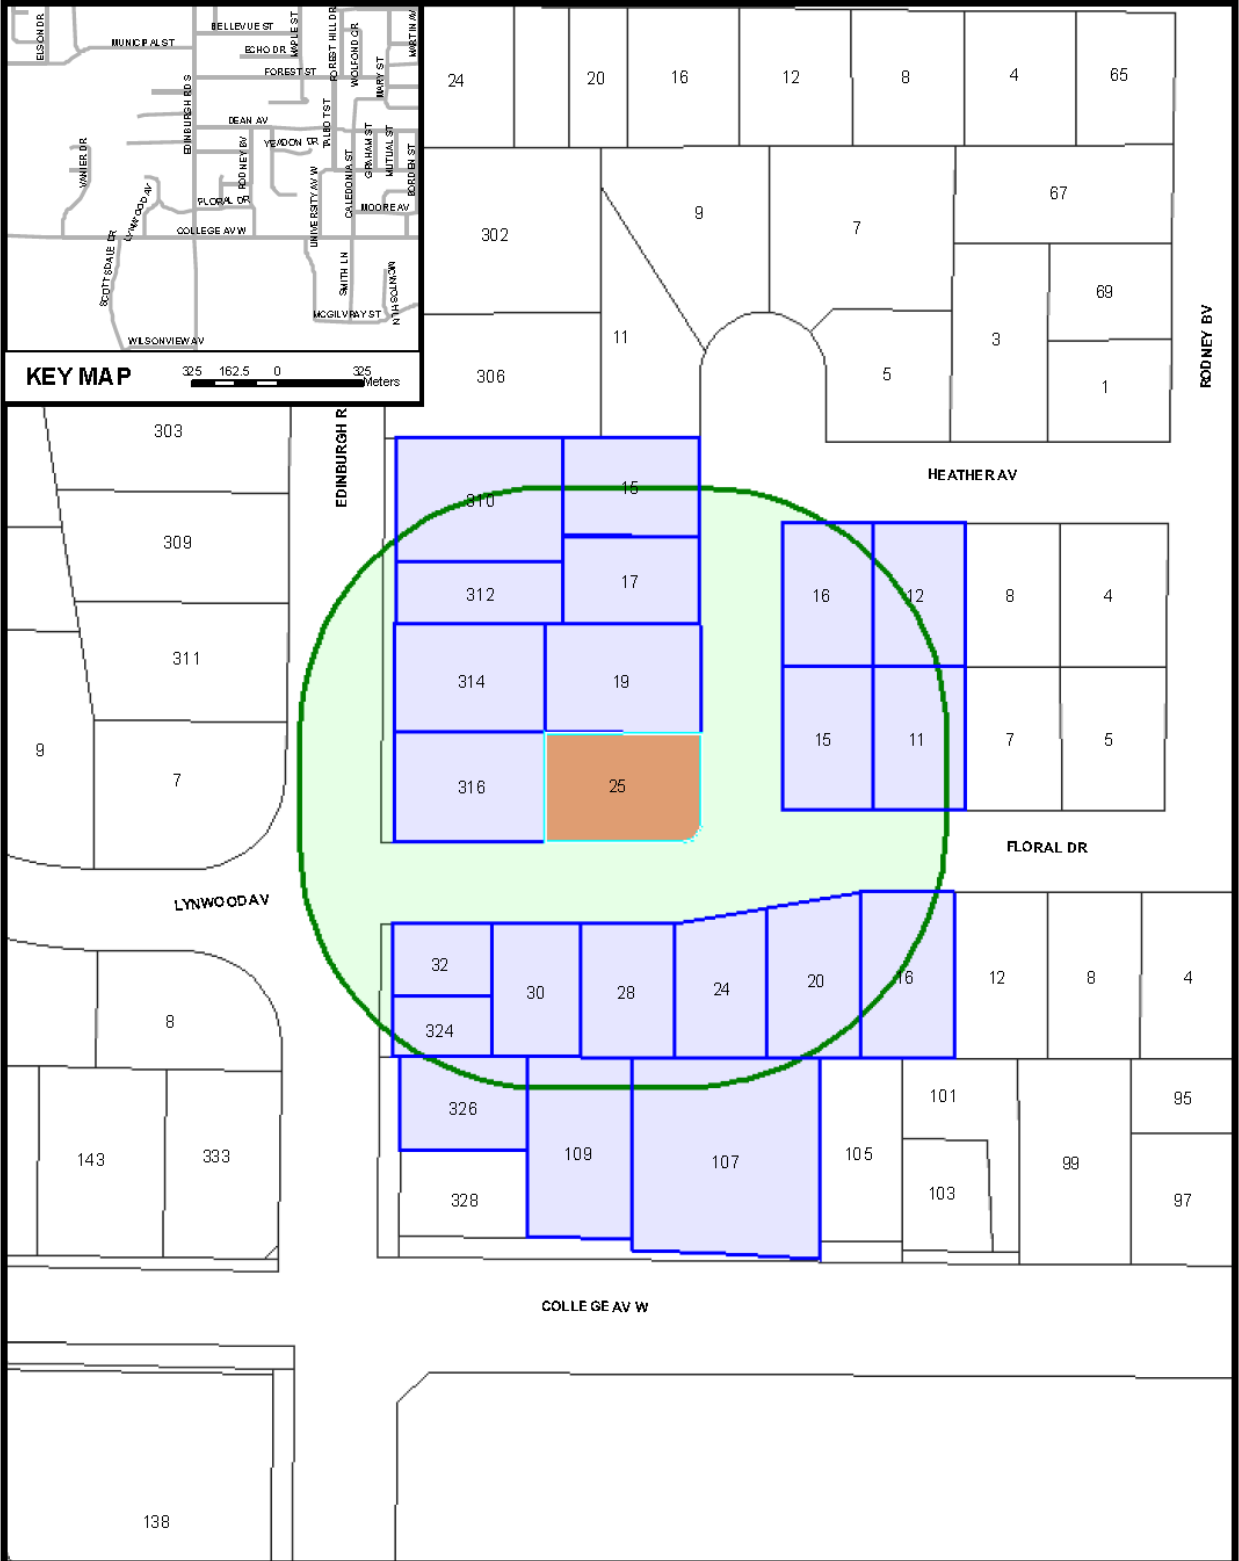 ELSON DR
MUNICIPAL ST
BELLEVUE ST
MAPLE ST
ECHO DR
FOREST HILL DR
WOLFOND CR
MARTIN AV
FOREST ST
MARY ST
EDINBURGH RD S
DEAN AV
TALBOT ST
VANIER DR
RODNEY BV
YEADON DR
GRAHAM ST
MUTUAL ST
BORDEN ST
LYNWOOD AV
FLORAL DR
UNIVERSITY AV W
CALEDONIA ST
MOORE AV
COLLEGE AV W
SCOTTSDALE DR
SMITH LN
MCINTOSH LN
MCGILVRAY ST
WILSONVIEW AV
KEY MAP
325 162.5 0 325
Meters
24 20 16 12 8 4 65
302 9 7 67
69
11 3
306 5 1
RODNEY BV
303
EDINBURGH R
HEATHER AV
310 15
309
312 17 16 12 8 4
311 314 19
9 7 316 25 15 11 7 5
FLORAL DR
LYNWOOD AV
32 30 28 24 20 16 12 8 4
8 324
326 101 95
143 333 109 107 105 99
328 103 97
COLLEGE AV W
138